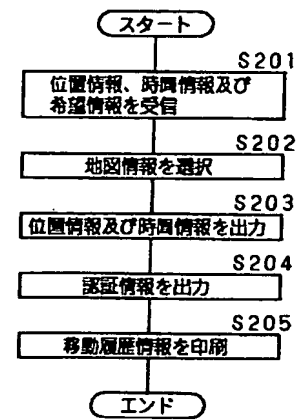 スタート
S201
位置情報、時間情報及び
希望情報を受信
S202
地図情報を選択
S203
位置情報及び時間情報を出力
S204
認証情報を出力
S205
移動履歴情報を印刷
エンド